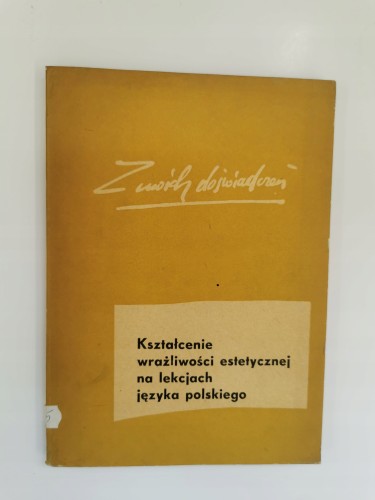 Z moich doświadczeń
Kształcenie
wrażliwości estetycznej
na lekcjach
języka polskiego